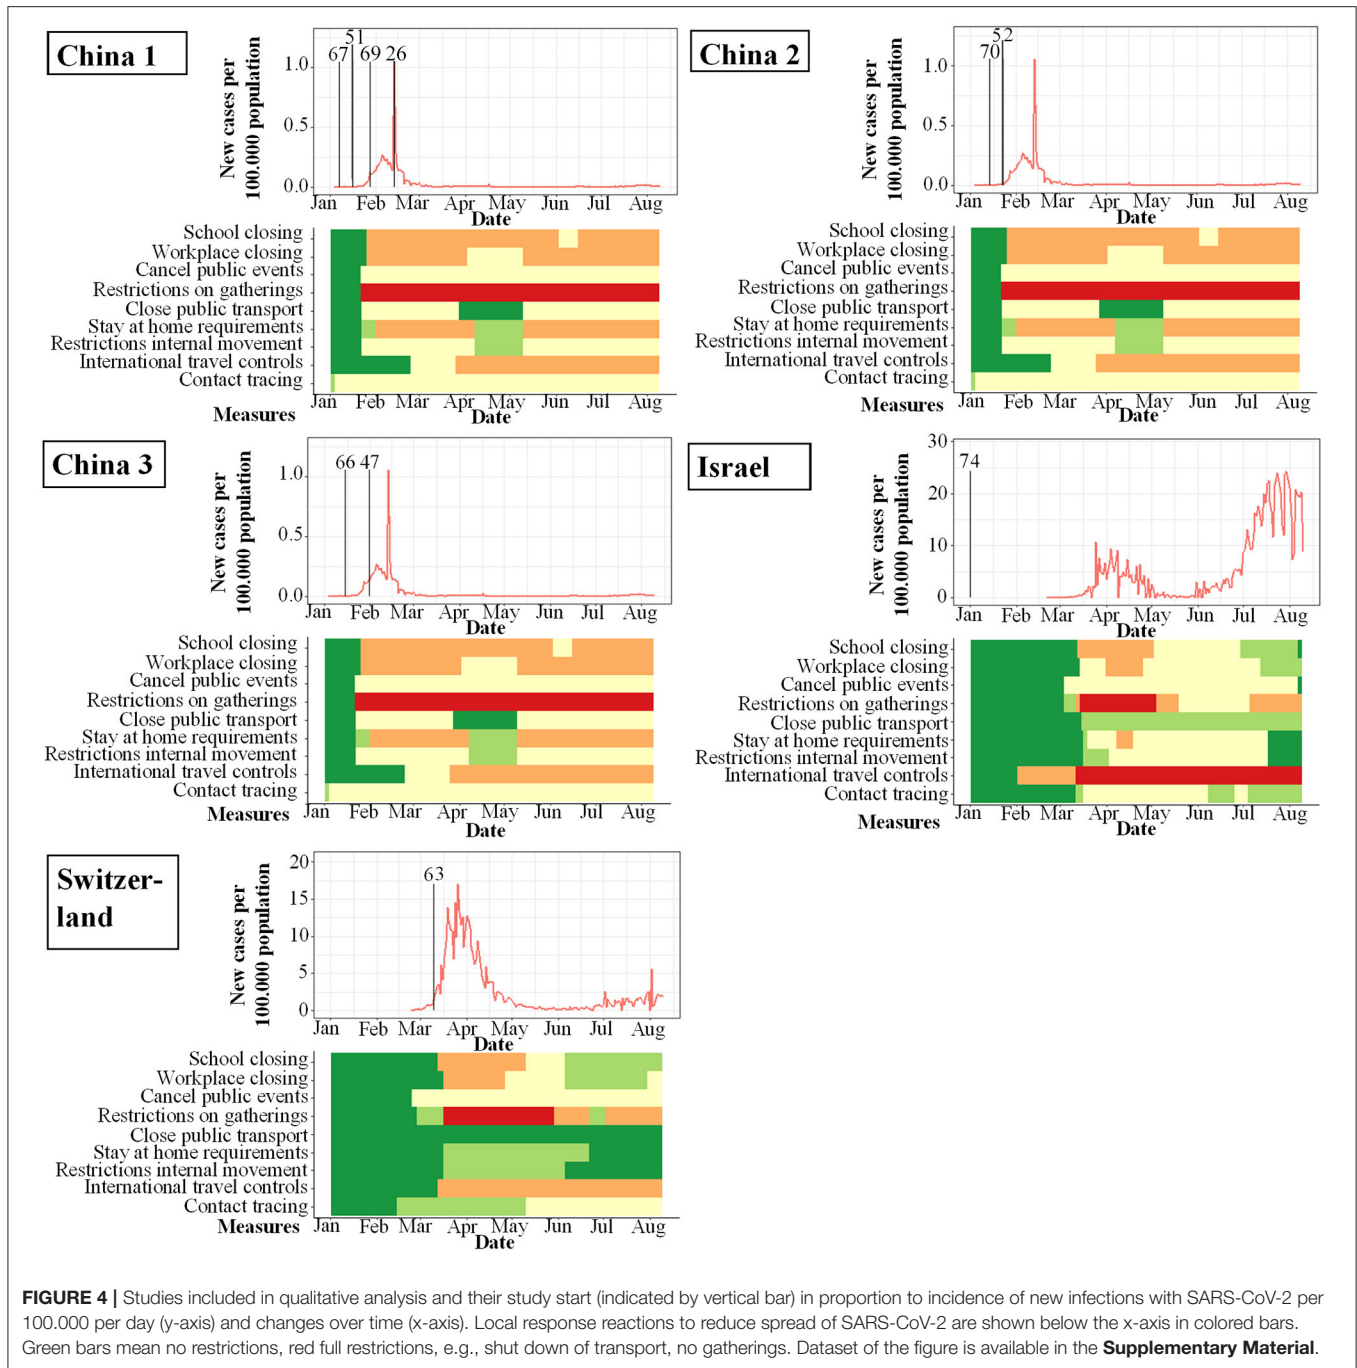 China 1
New cases per
100.000 population
67 51 69 26
1.0
0.5
0.0
Jan Feb Mar Apr May Jun Jul Aug
Date
School closing
Workplace closing
Cancel public events
Restrictions on gatherings
Close public transport
Stay at home requirements
Restrictions internal movement
International travel controls
Contact tracing
Jan Feb Mar Apr May Jun Jul Aug
Measures
Date
China 2
New cases per
100.000 population
70 52
1.0
0.5
0.0
Jan Feb Mar Apr May Jun Jul Aug
Date
School closing
Workplace closing
Cancel public events
Restrictions on gatherings
Close public transport
Stay at home requirements
Restrictions internal movement
International travel controls
Contact tracing
Jan Feb Mar Apr May Jun Jul Aug
Measures
Date
China 3
New cases per
100.000 population
66 47
1.0
0.5
0.0
Jan Feb Mar Apr May Jun Jul Aug
Date
School closing
Workplace closing
Cancel public events
Restrictions on gatherings
Close public transport
Stay at home requirements
Restrictions internal movement
International travel controls
Contact tracing
Jan Feb Mar Apr May Jun Jul Aug
Measures
Date
Israel
New cases per
100.000 population
74
30
20
10
0
Jan Feb Mar Apr May Jun Jul Aug
Date
School closing
Workplace closing
Cancel public events
Restrictions on gatherings
Close public transport
Stay at home requirements
Restrictions internal movement
International travel controls
Contact tracing
Jan Feb Mar Apr May Jun Jul Aug
Measures
Date
Switzer-
land
New cases per
100.000 population
63
20
15
10
5
0
Jan Feb Mar Apr May Jun Jul Aug
Date
School closing
Workplace closing
Cancel public events
Restrictions on gatherings
Close public transport
Stay at home requirements
Restrictions internal movement
International travel controls
Contact tracing
Measures
Jan Feb Mar Apr May Jun Jul Aug
Date
FIGURE 4 | Studies included in qualitative analysis and their study start (indicated by vertical bar) in proportion to incidence of new infections with SARS-CoV-2 per
100.000 per day (y-axis) and changes over time (x-axis). Local response reactions to reduce spread of SARS-CoV-2 are shown below the x-axis in colored bars.
Green bars mean no restrictions, red full restrictions, e.g., shut down of transport, no gatherings. Dataset of the figure is available in the Supplementary Material.